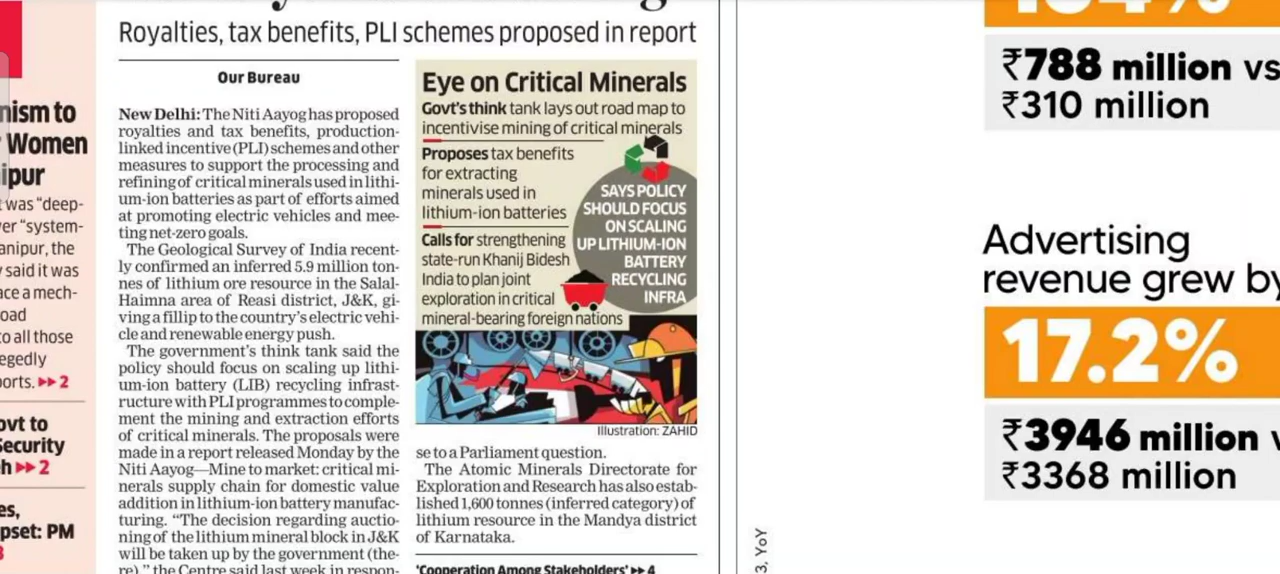 Royalties, tax benefits, PLI schemes proposed in report
Our Bureau
New Delhi: The Niti Aayog has proposed
royalties and tax benefits, production-
linked incentive (PLI) schemes and other
measures to support the processing and
refining of critical minerals used in lithi-
um-ion batteries as part of efforts aimed
at promoting electric vehicles and mee-
ting net-zero goals.
The Geological Survey of India recent-
ly confirmed an inferred 5.9 million ton-
nes of lithium ore resource in the Salal-
Haimna area of Reasi district, J&K, gi-
ving a fillip to the country's electric vehi-
cle and renewable energy push.
The government's think tank said the
policy should focus on scaling up lithi-
um-ion battery (LIB) recycling infrast-
ructure with PLI programmes to comple-
ment the mining and extraction efforts
of critical minerals. The proposals were
made in a report released Monday by the
Niti Aayog—Mine to market: critical mi-
nerals supply chain for domestic value
addition in lithium-ion battery manufac-
turing. “The decision regarding auctio-
ning of the lithium mineral block in J&K
will be taken up by the government (the-
re),” the Centre said last week in respon-
Eye on Critical Minerals
Govt's think tank lays out road map to
incentivise mining of critical minerals
Proposes tax benefits
for extracting
minerals used in
lithium-ion batteries
Calls for strengthening
state-run Khanij Bidesh
India to plan joint
exploration in critical
mineral-bearing foreign nations
SAYS POLICY
SHOULD FOCUS
ON SCALING
UP LITHIUM-ION
BATTERY
RECYCLING
INFRA
Illustration: ZAHID
se to a Parliament question.
The Atomic Minerals Directorate for
Exploration and Research has also estab-
lished 1,600 tonnes (inferred category) of
lithium resource in the Mandya district
of Karnataka.
'Cooperation Among Stakeholders' ▸▸ 4
nism to
Women
ipur
t was “deep-
er “system-
anipur, the
said it was
ace a mech-
oad
o all those
egedly
orts. ▸▸ 2
ovt to
Security
h ▸▸ 2
es,
pset: PM
₹788 million vs
₹310 million
Advertising
revenue grew by
17.2%
₹3946 million v
₹3368 million
3, YoY